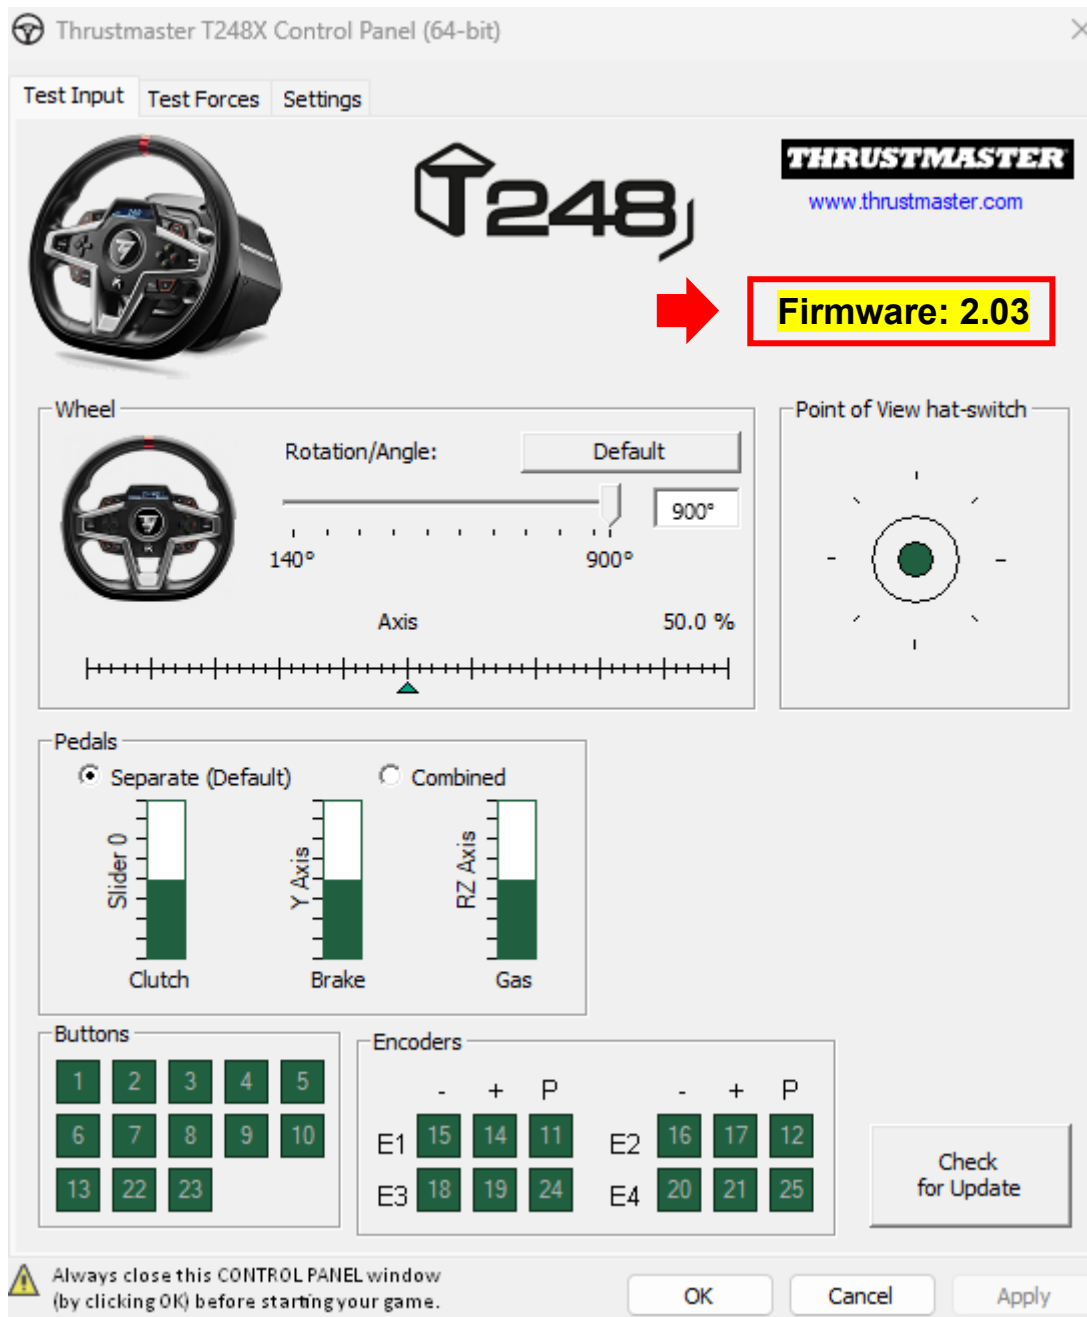 Thrustmaster T248X Control Panel (64-bit)
Test Input Test Forces Settings
T248
THRUSTMASTER
www.thrustmaster.com
Firmware: 2.03
Wheel
Rotation/Angle: Default
900°
140° 900°
Axis 50.0 %
Point of View hat-switch
Pedals
Separate (Default) Combined
Slider 0 Y Axis RZ Axis
Clutch Brake Gas
Buttons
1 2 3 4 5
6 7 8 9 10
13 22 23
Encoders
- + P - + P
E1 15 14 11 E2 16 17 12
E3 18 19 24 E4 20 21 25
Check
for Update
Always close this CONTROL PANEL window
(by clicking OK) before starting your game.
OK Cancel Apply